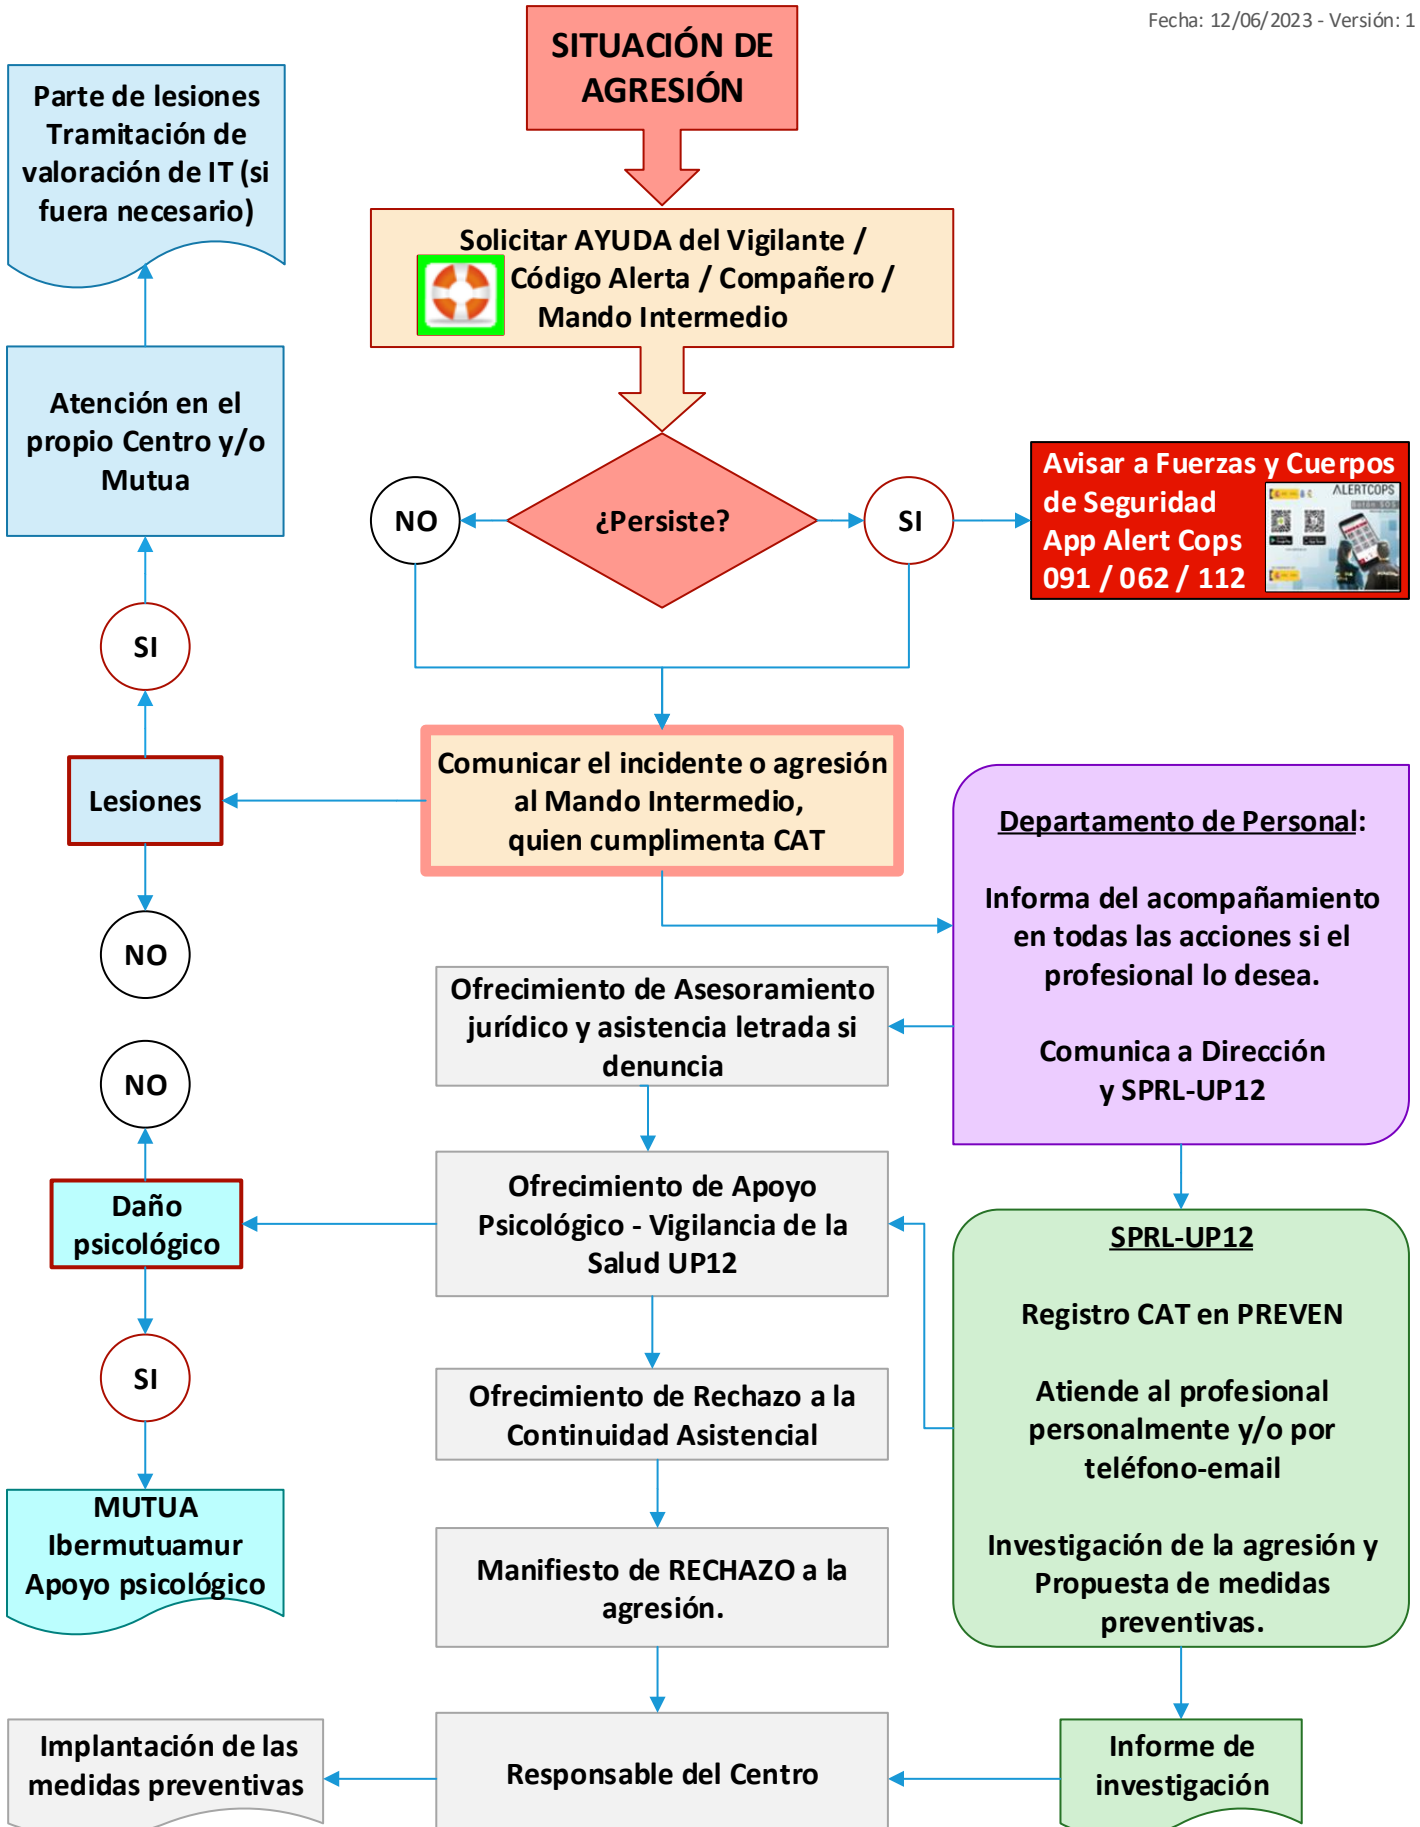 Fecha: 12/06/2023 - Versión: 1
SITUACIÓN DE
AGRESIÓN
Parte de lesiones
Tramitación de
valoración de IT (si
fuera necesario)
Solicitar AYUDA del Vigilante /
Código Alerta / Compañero /
Mando Intermedio
Atención en el
propio Centro y/o
Mutua
¿Persiste?
NO
SI
Avisar a Fuerzas y Cuerpos
de Seguridad
App Alert Cops
091 / 062 / 112
ALERTCOPS
SI
Lesiones
NO
Comunicar el incidente o agresión
al Mando Intermedio,
quien cumplimenta CAT
Departamento de Personal:
Informa del acompañamiento
en todas las acciones si el
profesional lo desea.
Comunica a Dirección
y SPRL-UP12
Ofrecimiento de Asesoramiento
jurídico y asistencia letrada si
denuncia
NO
Daño
psicológico
SI
MUTUA
Ibermutuamur
Apoyo psicológico
Ofrecimiento de Apoyo
Psicológico - Vigilancia de la
Salud UP12
SPRL-UP12
Registro CAT en PREVEN
Atiende al profesional
personalmente y/o por
teléfono-email
Investigación de la agresión y
Propuesta de medidas
preventivas.
Ofrecimiento de Rechazo a la
Continuidad Asistencial
Manifiesto de RECHAZO a la
agresión.
Implantación de las
medidas preventivas
Responsable del Centro
Informe de
investigación